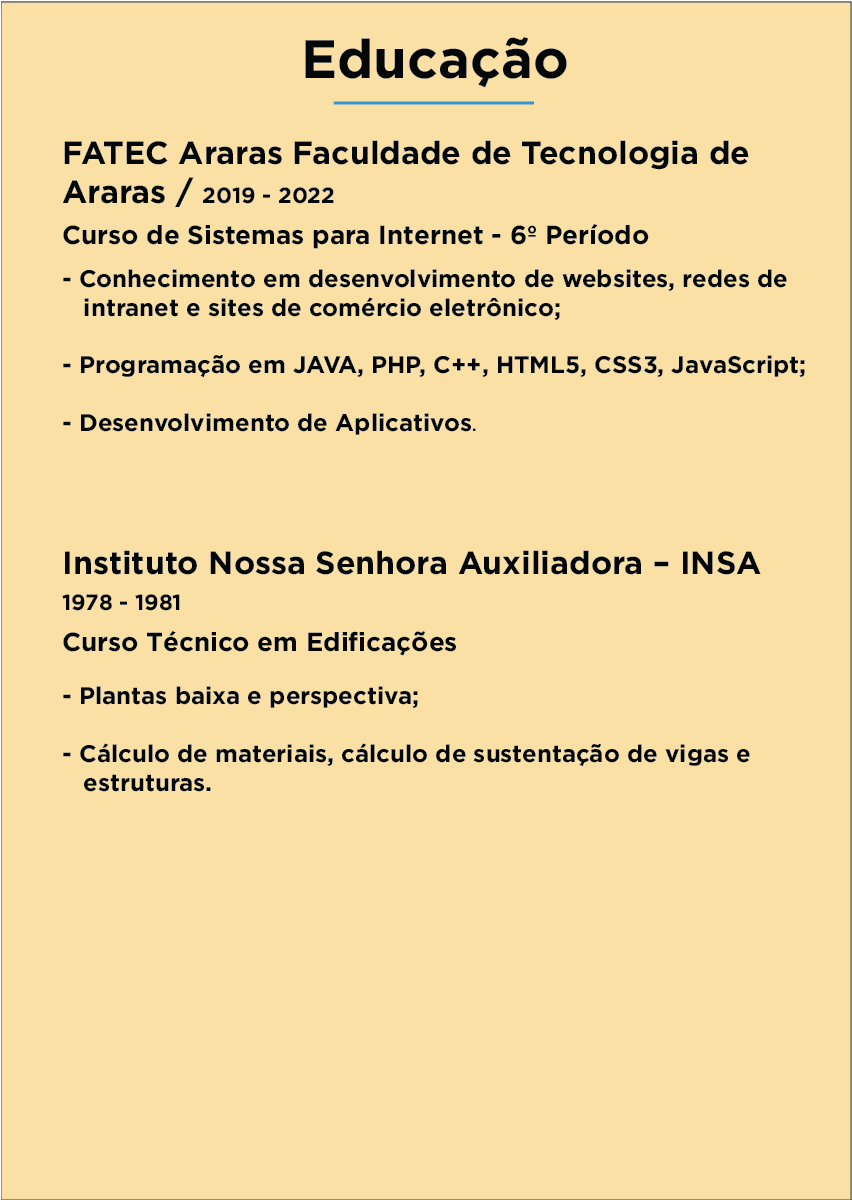 Educação
FATEC Araras Faculdade de Tecnologia de
Araras / 2019 - 2022
Curso de Sistemas para Internet - 6º Período
- Conhecimento em desenvolvimento de websites, redes de
intranet e sites de comércio eletrônico;
- Programação em JAVA, PHP, C++, HTML5, CSS3, JavaScript;
- Desenvolvimento de Aplicativos.
Instituto Nossa Senhora Auxiliadora – INSA
1978 - 1981
Curso Técnico em Edificações
- Plantas baixa e perspectiva;
- Cálculo de materiais, cálculo de sustentação de vigas e
estruturas.